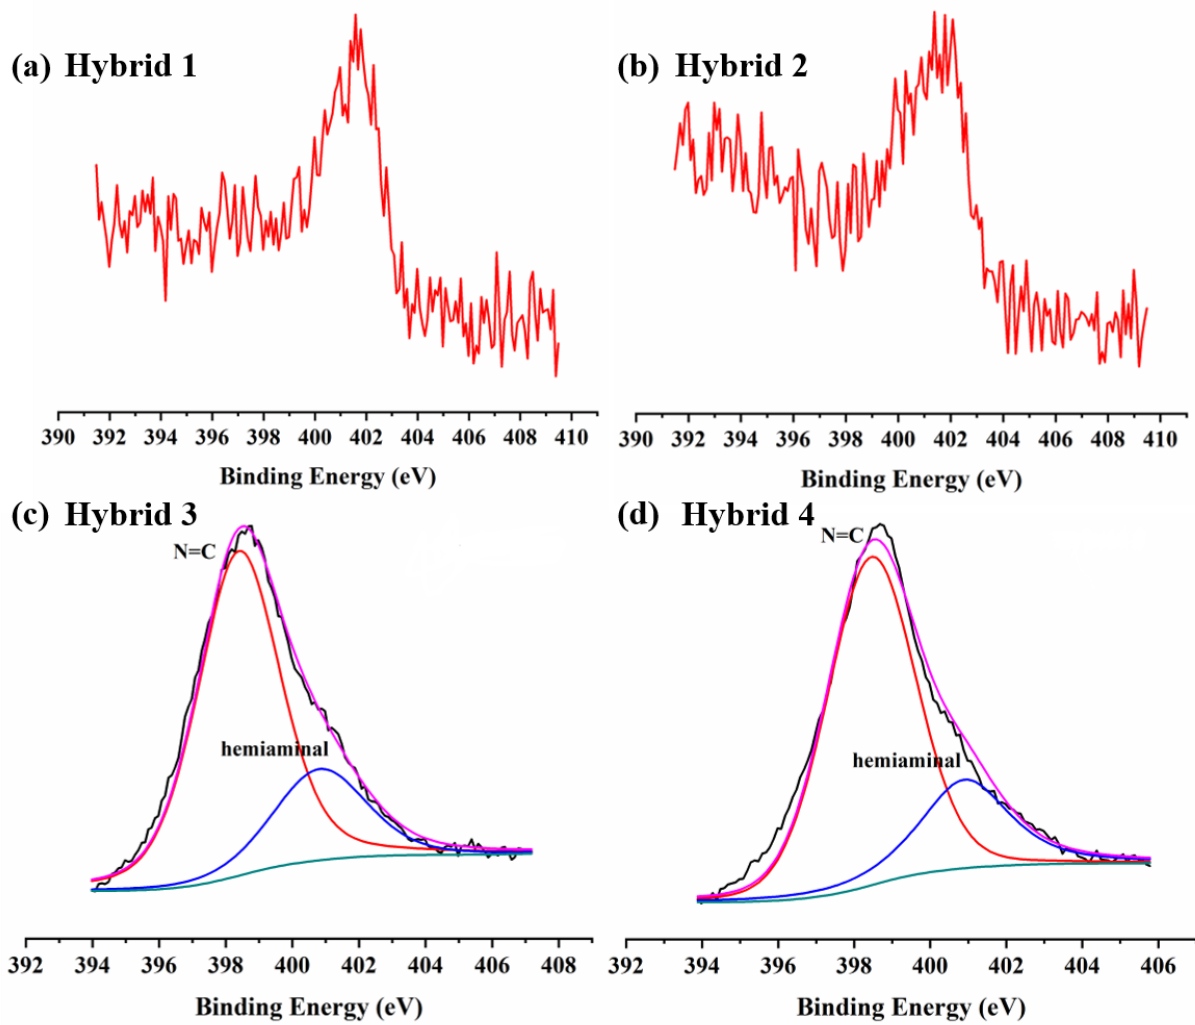 (a) Hybrid 1
(b) Hybrid 2
390 392 394 396 398 400 402 404 406 408 410
390 392 394 396 398 400 402 404 406 408 410
Binding Energy (eV)
Binding Energy (eV)
(c) Hybrid 3
(d) Hybrid 4
N=C
N=C
hemiaminal
hemiaminal
392 394 396 398 400 402 404 406 408
392 394 396 398 400 402 404 406
Binding Energy (eV)
Binding Energy (eV)